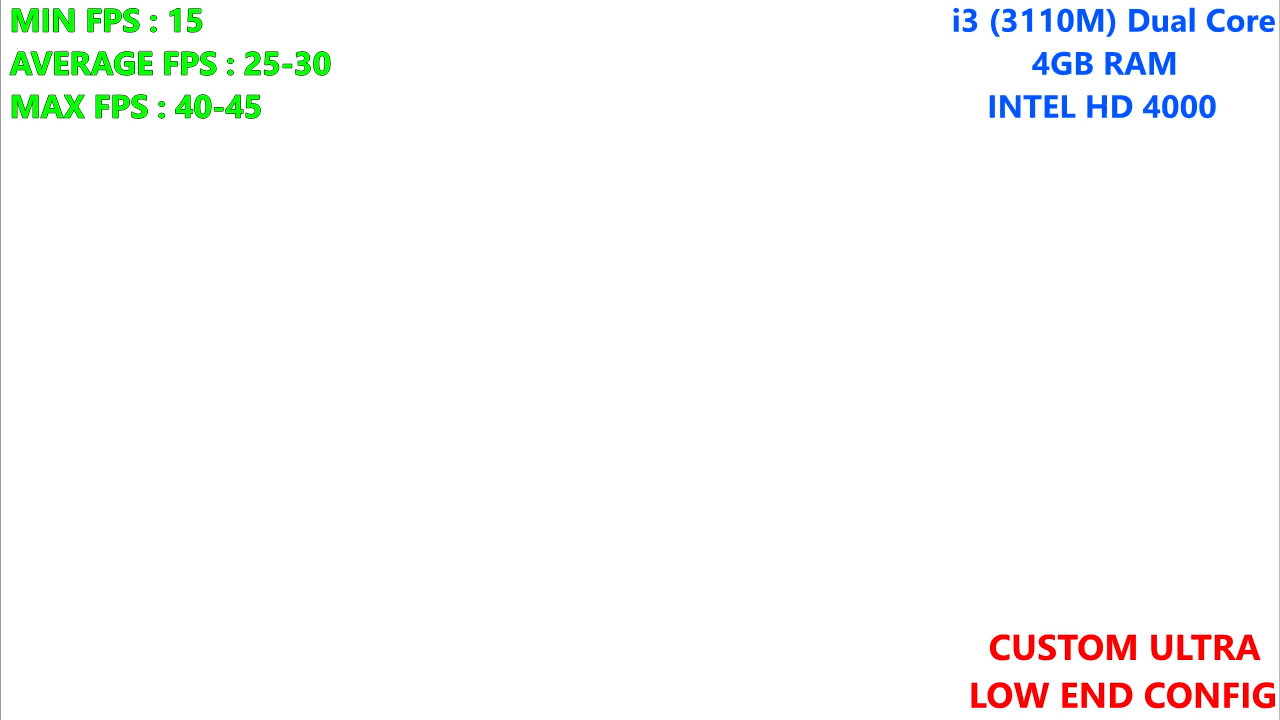 MIN FPS : 15
AVERAGE FPS : 25-30
MAX FPS : 40-45
i3 (3110M) Dual Core
4GB RAM
INTEL HD 4000
CUSTOM ULTRA
LOW END CONFIG